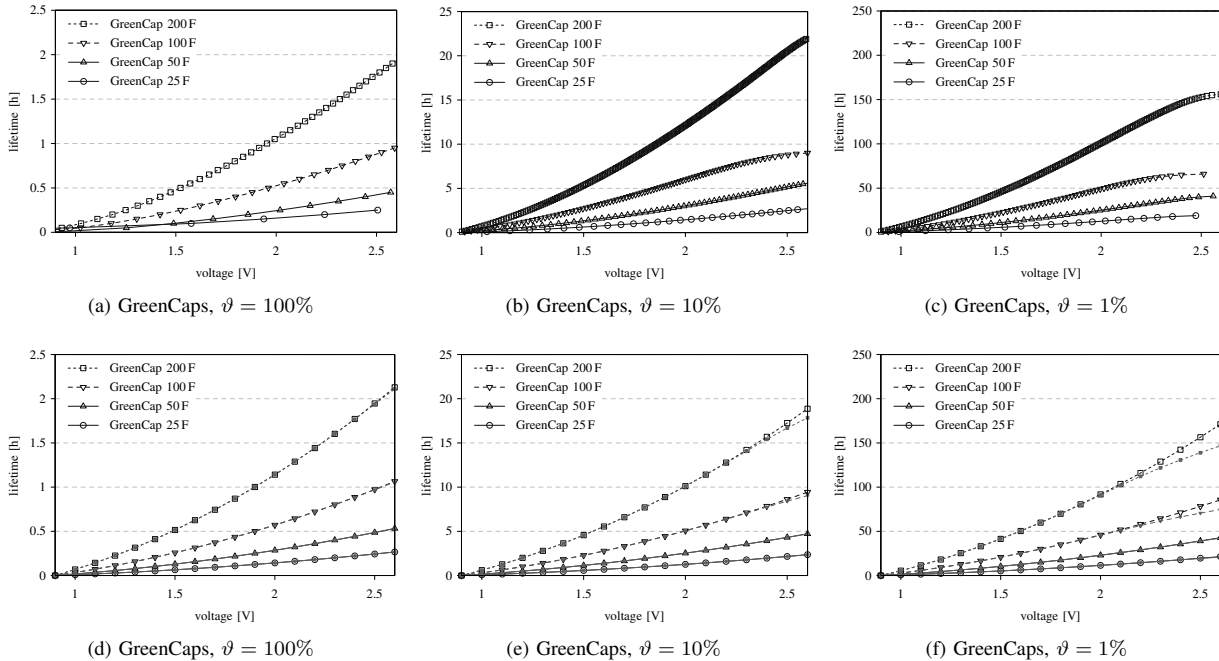 2.5
2
1.5
1
0.5
0
lifetime [h]
GreenCap 200 F
GreenCap 100 F
GreenCap 50 F
GreenCap 25 F
1
1.5
2
2.5
voltage [V]
(a) GreenCaps, ϑ = 100%
25
20
15
10
5
0
lifetime [h]
GreenCap 200 F
GreenCap 100 F
GreenCap 50 F
GreenCap 25 F
1
1.5
2
2.5
voltage [V]
(b) GreenCaps, ϑ = 10%
250
200
150
100
50
0
lifetime [h]
GreenCap 200 F
GreenCap 100 F
GreenCap 50 F
GreenCap 25 F
1
1.5
2
2.5
voltage [V]
(c) GreenCaps, ϑ = 1%
2.5
2
1.5
1
0.5
0
lifetime [h]
GreenCap 200 F
GreenCap 100 F
GreenCap 50 F
GreenCap 25 F
1
1.5
2
2.5
voltage [V]
(d) GreenCaps, ϑ = 100%
25
20
15
10
5
0
lifetime [h]
GreenCap 200 F
GreenCap 100 F
GreenCap 50 F
GreenCap 25 F
1
1.5
2
2.5
voltage [V]
(e) GreenCaps, ϑ = 10%
250
200
150
100
50
0
lifetime [h]
GreenCap 200 F
GreenCap 100 F
GreenCap 50 F
GreenCap 25 F
1
1.5
2
2.5
voltage [V]
(f) GreenCaps, ϑ = 1%